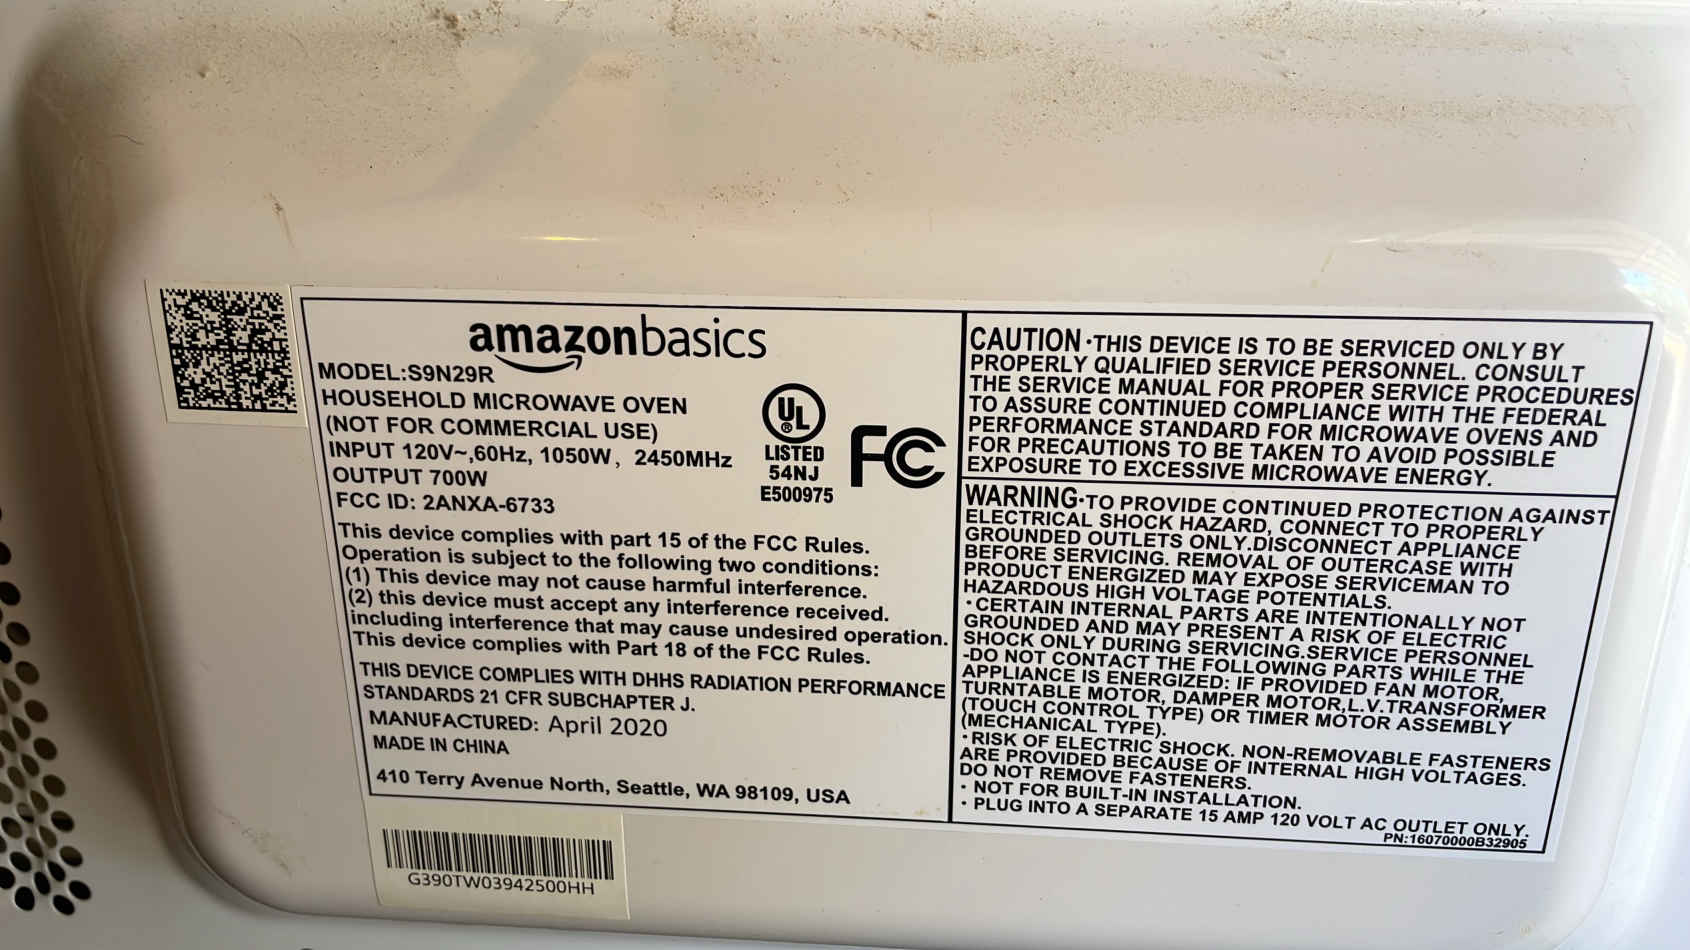 amazonbasics
MODEL:S9N29R
HOUSEHOLD MICROWAVE OVEN
(NOT FOR COMMERCIAL USE)
INPUT 120V~,60Hz, 1050W, 2450MHz
OUTPUT 700W
FCC ID: 2ANXA-6733
UL
®
LISTED
54NJ
E500975
FC
This device complies with part 15 of the FCC Rules.
Operation is subject to the following two conditions:
(1) This device may not cause harmful interference.
(2) this device must accept any interference received.
including interference that may cause undesired operation.
This device complies with Part 18 of the FCC Rules.
THIS DEVICE COMPLIES WITH DHHS RADIATION PERFORMANCE
STANDARDS 21 CFR SUBCHAPTER J.
MANUFACTURED: April 2020
MADE IN CHINA
410 Terry Avenue North, Seattle, WA 98109, USA
CAUTION ·THIS DEVICE IS TO BE SERVICED ONLY BY
PROPERLY QUALIFIED SERVICE PERSONNEL. CONSULT
THE SERVICE MANUAL FOR PROPER SERVICE PROCEDURES
TO ASSURE CONTINUED COMPLIANCE WITH THE FEDERAL
PERFORMANCE STANDARD FOR MICROWAVE OVENS AND
FOR PRECAUTIONS TO BE TAKEN TO AVOID POSSIBLE
EXPOSURE TO EXCESSIVE MICROWAVE ENERGY.
WARNING·TO PROVIDE CONTINUED PROTECTION AGAINST
ELECTRICAL SHOCK HAZARD, CONNECT TO PROPERLY
GROUNDED OUTLETS ONLY.DISCONNECT APPLIANCE
BEFORE SERVICING. REMOVAL OF OUTERCASE WITH
PRODUCT ENERGIZED MAY EXPOSE SERVICEMAN TO
HAZARDOUS HIGH VOLTAGE POTENTIALS.
·CERTAIN INTERNAL PARTS ARE INTENTIONALLY NOT
GROUNDED AND MAY PRESENT A RISK OF ELECTRIC
SHOCK ONLY DURING SERVICING.SERVICE PERSONNEL
-DO NOT CONTACT THE FOLLOWING PARTS WHILE THE
APPLIANCE IS ENERGIZED: IF PROVIDED FAN MOTOR,
TURNTABLE MOTOR, DAMPER MOTOR,L.V.TRANSFORMER
(TOUCH CONTROL TYPE) OR TIMER MOTOR ASSEMBLY
(MECHANICAL TYPE).
·RISK OF ELECTRIC SHOCK. NON-REMOVABLE FASTENERS
ARE PROVIDED BECAUSE OF INTERNAL HIGH VOLTAGES.
DO NOT REMOVE FASTENERS.
· NOT FOR BUILT-IN INSTALLATION.
· PLUG INTO A SEPARATE 15 AMP 120 VOLT AC OUTLET ONLY.
PN:16070000B32905
G390TW03942500HH